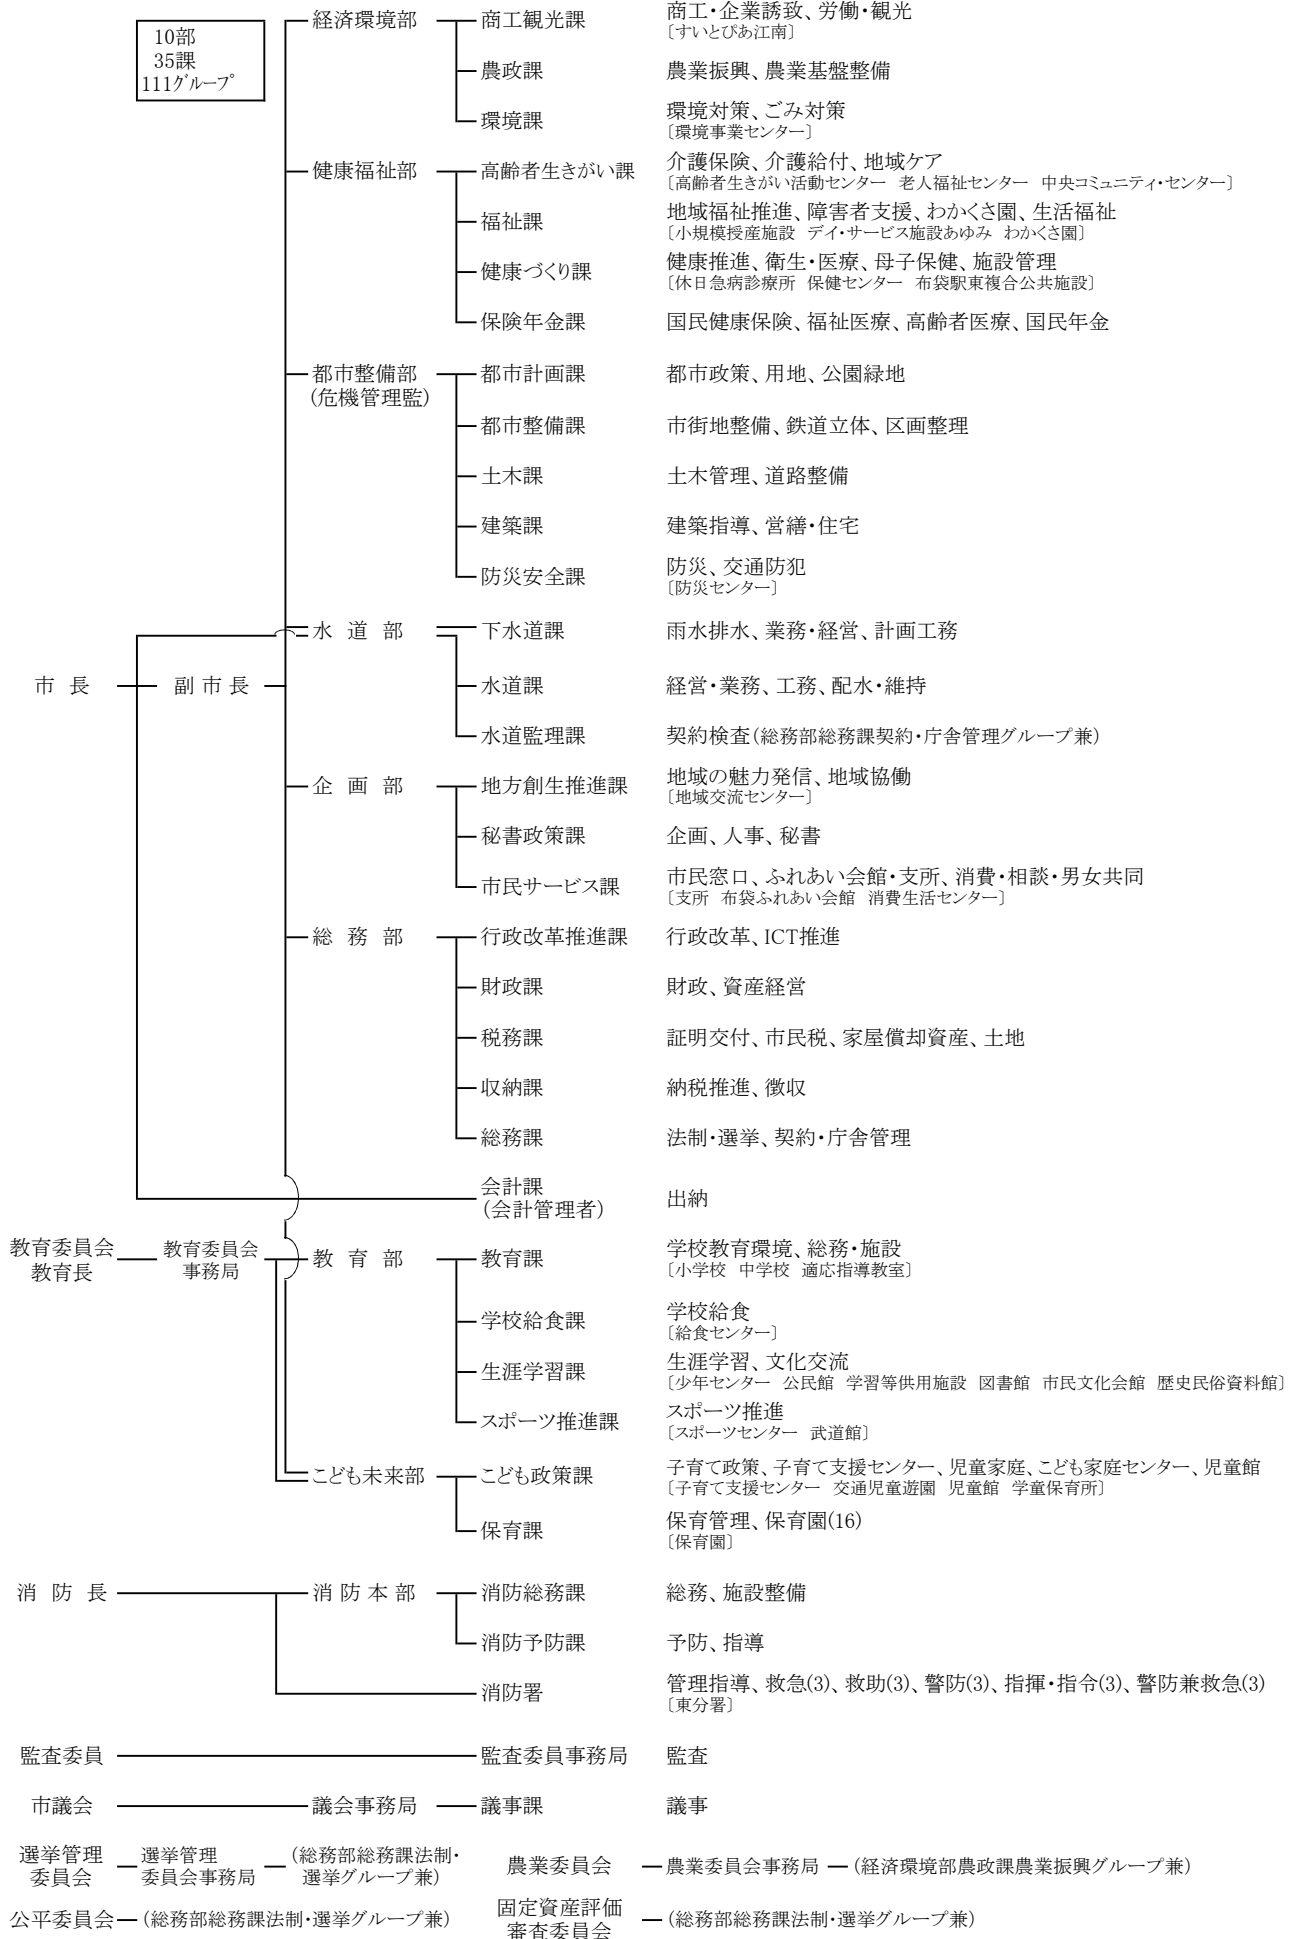 10部
35課
111グループ
経済環境部 商工観光課 商工・企業誘致、労働・観光
〔すいとぴあ江南〕
農政課 農業振興、農業基盤整備
環境課 環境対策、ごみ対策
〔環境事業センター〕
健康福祉部 高齢者生きがい課 介護保険、介護給付、地域ケア
〔高齢者生きがい活動センター 老人福祉センター 中央コミュニティ・センター〕
福祉課 地域福祉推進、障害者支援、わかくさ園、生活福祉
〔小規模授産施設 デイ・サービス施設あゆみ わかくさ園〕
健康づくり課 健康推進、衛生・医療、母子保健、施設管理
〔休日急病診療所 保健センター 布袋駅東複合公共施設〕
保険年金課 国民健康保険、福祉医療、高齢者医療、国民年金
都市整備部 都市計画課 都市政策、用地、公園緑地
(危機管理監)
都市整備課 市街地整備、鉄道立体、区画整理
土木課 土木管理、道路整備
建築課 建築指導、営繕・住宅
防災安全課 防災、交通防犯
〔防災センター〕
水道部 下水道課 雨水排水、業務・経営、計画工務
市長 副市長 水道課 経営・業務、工務、配水・維持
水道監理課 契約検査(総務部総務課契約・庁舎管理グループ兼)
企画部 地方創生推進課 地域の魅力発信、地域協働
〔地域交流センター〕
秘書政策課 企画、人事、秘書
市民サービス課 市民窓口、ふれあい会館・支所、消費・相談・男女共同
〔支所 布袋ふれあい会館 消費生活センター〕
総務部 行政改革推進課 行政改革、ICT推進
財政課 財政、資産経営
税務課 証明交付、市民税、家屋償却資産、土地
収納課 納税推進、徴収
総務課 法制・選挙、契約・庁舎管理
会計課
(会計管理者) 出納
教育委員会 教育委員会 教育部 教育課 学校教育環境、総務・施設
教育長 事務局 〔小学校 中学校 適応指導教室〕
学校給食課 学校給食
〔給食センター〕
生涯学習課 生涯学習、文化交流
〔少年センター 公民館 学習等供用施設 図書館 市民文化会館 歴史民俗資料館〕
スポーツ推進課 スポーツ推進
〔スポーツセンター 武道館〕
こども未来部 こども政策課 子育て政策、子育て支援センター、児童家庭、こども家庭センター、児童館
〔子育て支援センター 交通児童遊園 児童館 学童保育所〕
保育課 保育管理、保育園(16)
〔保育園〕
消防長 消防本部 消防総務課 総務、施設整備
消防予防課 予防、指導
消防署 管理指導、救急(3)、救助(3)、警防(3)、指揮・指令(3)、警防兼救急(3)
〔東分署〕
監査委員 監査委員事務局 監査
市議会 議会事務局 議事課 議事
選挙管理 選挙管理 (総務部総務課法制・
委員会 委員会事務局 選挙グループ兼)
農業委員会 農業委員会事務局 (経済環境部農政課農業振興グループ兼)
公平委員会 (総務部総務課法制・選挙グループ兼)
固定資産評価
審査委員会 (総務部総務課法制・選挙グループ兼)